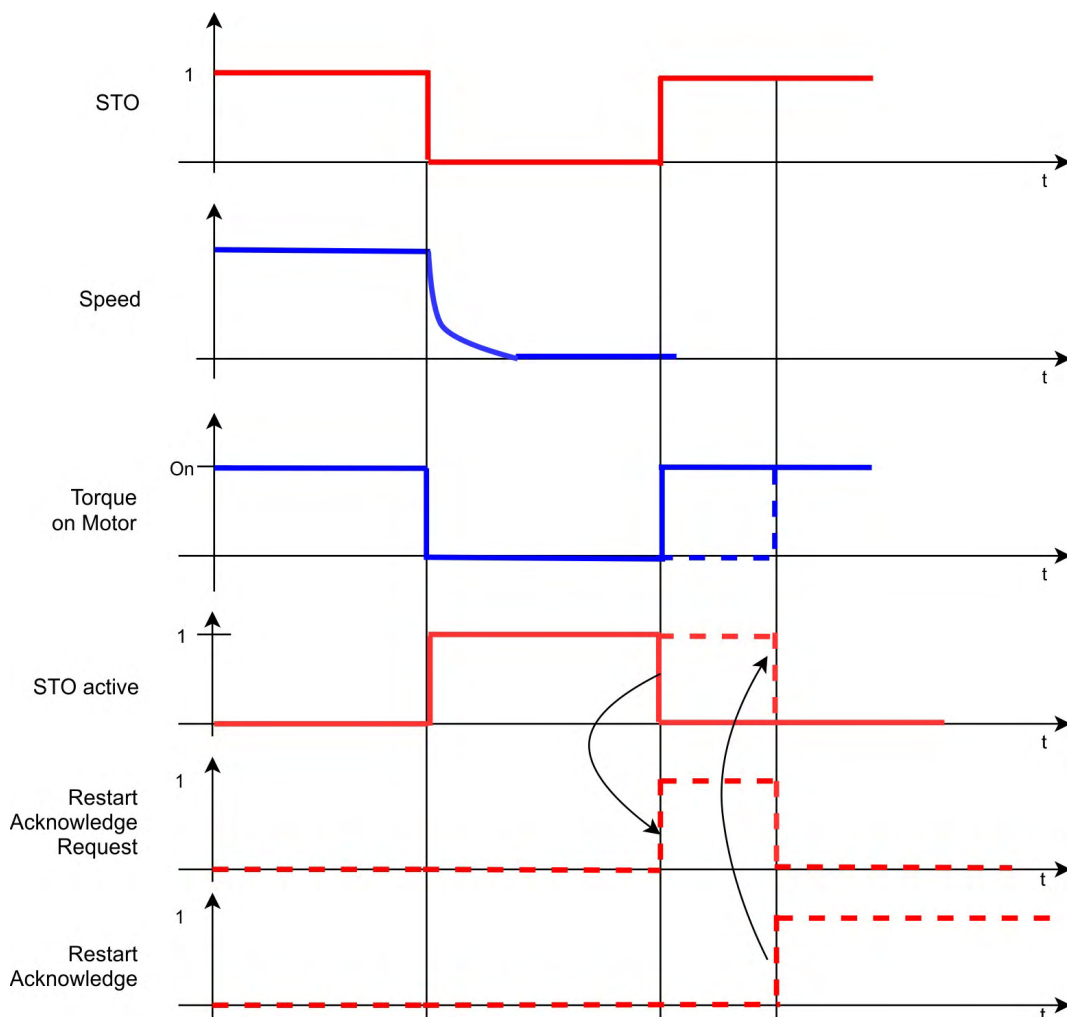 1
STO
t
Speed
t
On
Torque
on Motor
t
1
STO active
t
1
Restart
Acknowledge
Request
t
1
Restart
Acknowledge
t